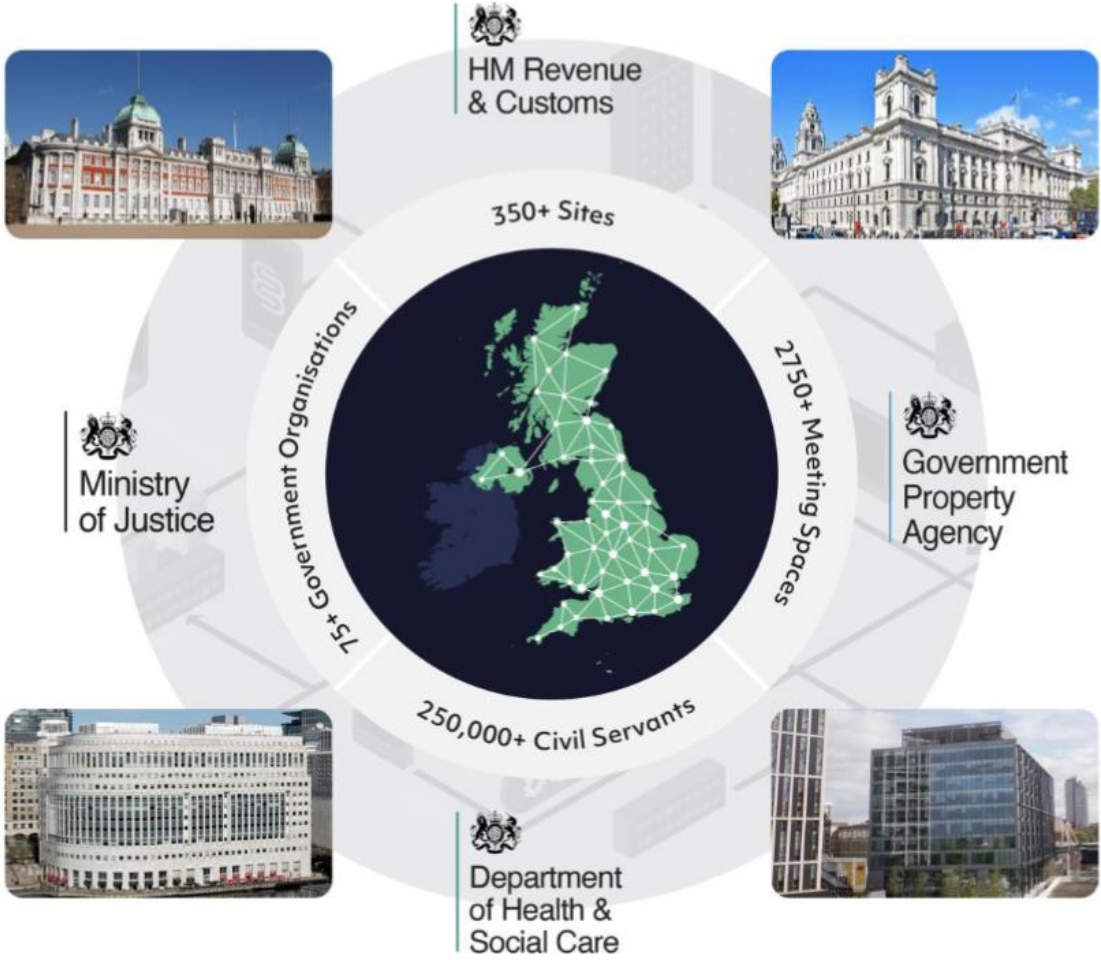 HM Revenue
& Customs
350+ Sites
75+ Government Organisations
2750+ Meeting Spaces
Ministry
of Justice
Government
Property
Agency
250,000+ Civil Servants
Department
of Health &
Social Care